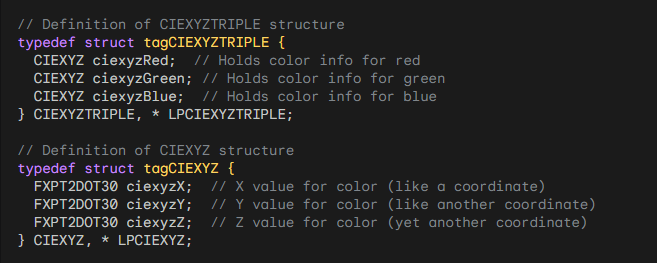 // Definition of CIEXYZTRIPLE structure
typedef struct tagCIEXYZTRIPLE {
  CIEXYZ ciexyzRed;  // Holds color info for red
  CIEXYZ ciexyzGreen; // Holds color info for green
  CIEXYZ ciexyzBlue;  // Holds color info for blue
} CIEXYZTRIPLE, * LPCIEXYZTRIPLE;

// Definition of CIEXYZ structure
typedef struct tagCIEXYZ {
  FXPT2DOT30 ciexyzX;  // X value for color (like a coordinate)
  FXPT2DOT30 ciexyzY;  // Y value for color (like another coordinate)
  FXPT2DOT30 ciexyzZ;  // Z value for color (yet another coordinate)
} CIEXYZ, * LPCIEXYZ;